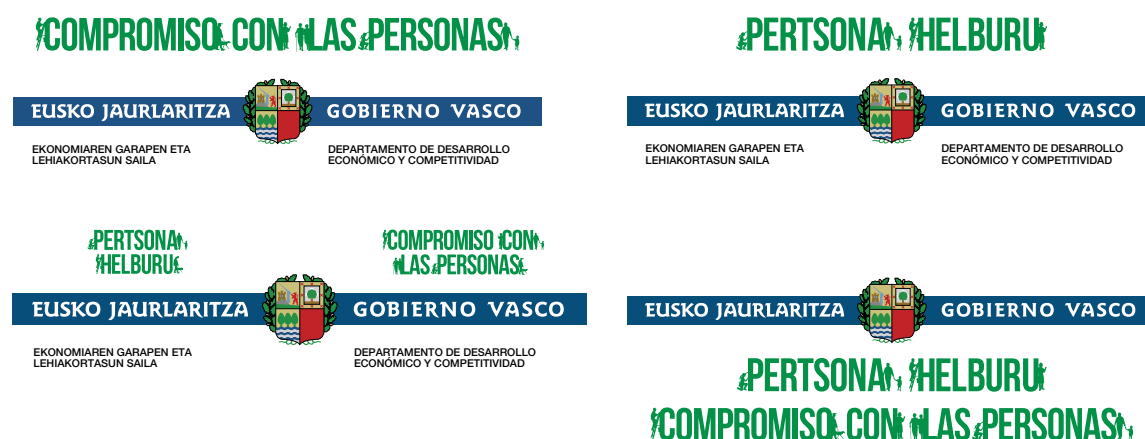 COMPROMISO CON LAS PERSONAS
EUSKO JAURLARITZA GOBIERNO VASCO
EKONOMIAREN GARAPEN ETA
LEHIAKORTASUN SAILA
DEPARTAMENTO DE DESARROLLO
ECONÓMICO Y COMPETITIVIDAD
PERTSONA HELBURU
EUSKO JAURLARITZA GOBIERNO VASCO
EKONOMIAREN GARAPEN ETA
LEHIAKORTASUN SAILA
DEPARTAMENTO DE DESARROLLO
ECONÓMICO Y COMPETITIVIDAD
PERTSONA
HELBURU
COMPROMISO CON
LAS PERSONAS
EUSKO JAURLARITZA GOBIERNO VASCO
EKONOMIAREN GARAPEN ETA
LEHIAKORTASUN SAILA
DEPARTAMENTO DE DESARROLLO
ECONÓMICO Y COMPETITIVIDAD
EUSKO JAURLARITZA GOBIERNO VASCO
PERTSONA HELBURU
COMPROMISO CON LAS PERSONAS